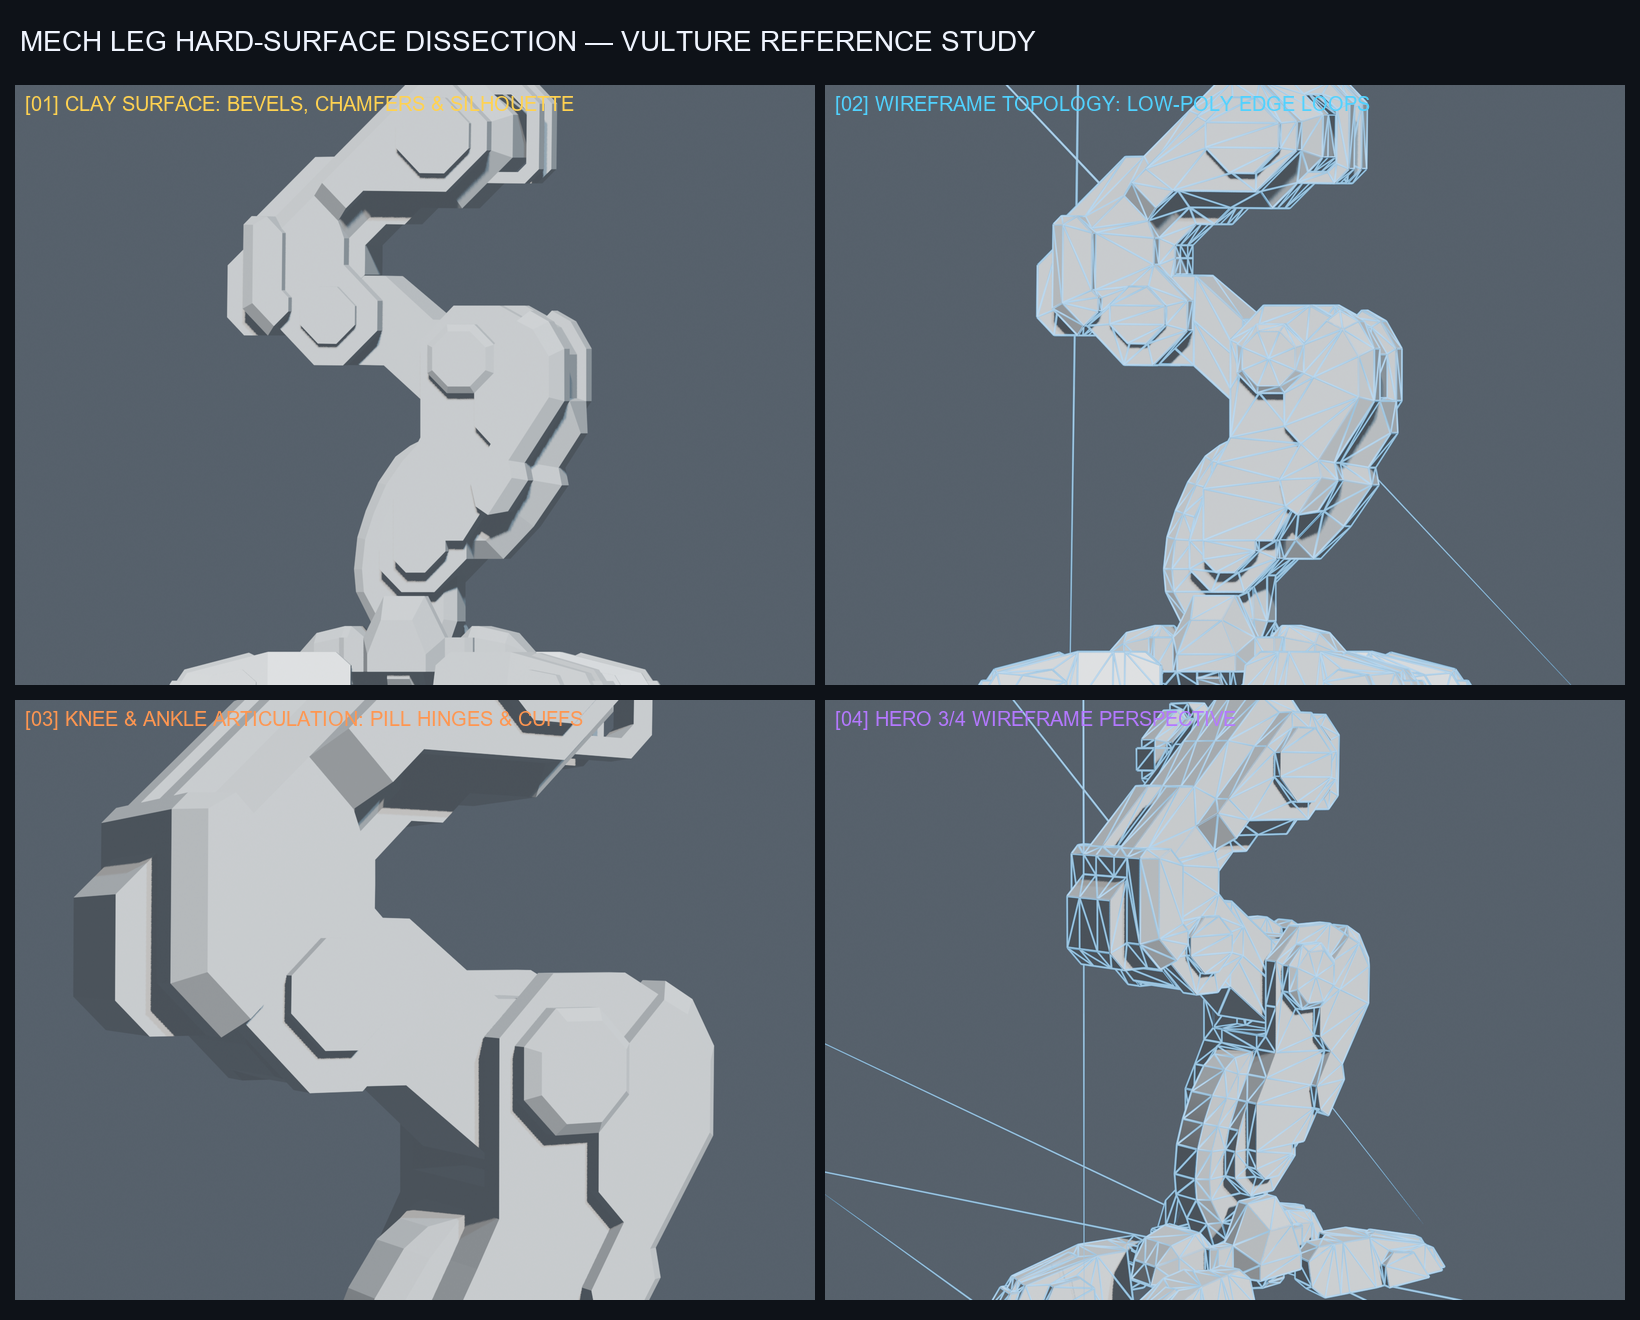 MECH LEG HARD-SURFACE DISSECTION — VULTURE REFERENCE STUDY
[01] CLAY SURFACE: BEVELS, CHAMFERS & SILHOUETTE
[02] WIREFRAME TOPOLOGY: LOW-POLY EDGE LOOPS
[03] KNEE & ANKLE ARTICULATION: PILL HINGES & CUFFS
[04] HERO 3/4 WIREFRAME PERSPECTIVE